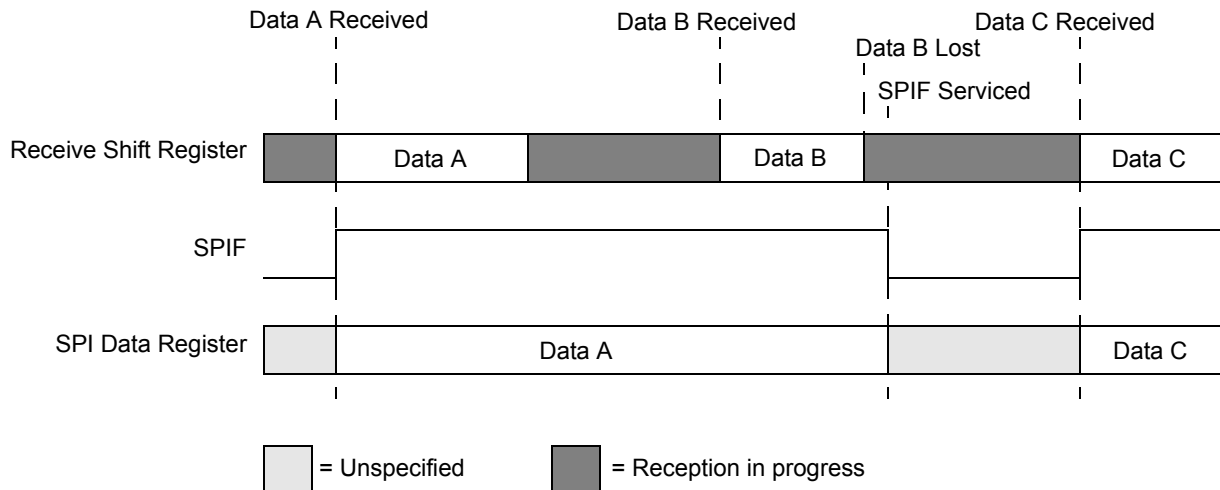 Data A Received
Data B Received
Data C Received
Data B Lost
SPIF Serviced
Receive Shift Register
Data A
Data B
Data C
SPIF
SPI Data Register
Data A
Data C
= Unspecified
= Reception in progress